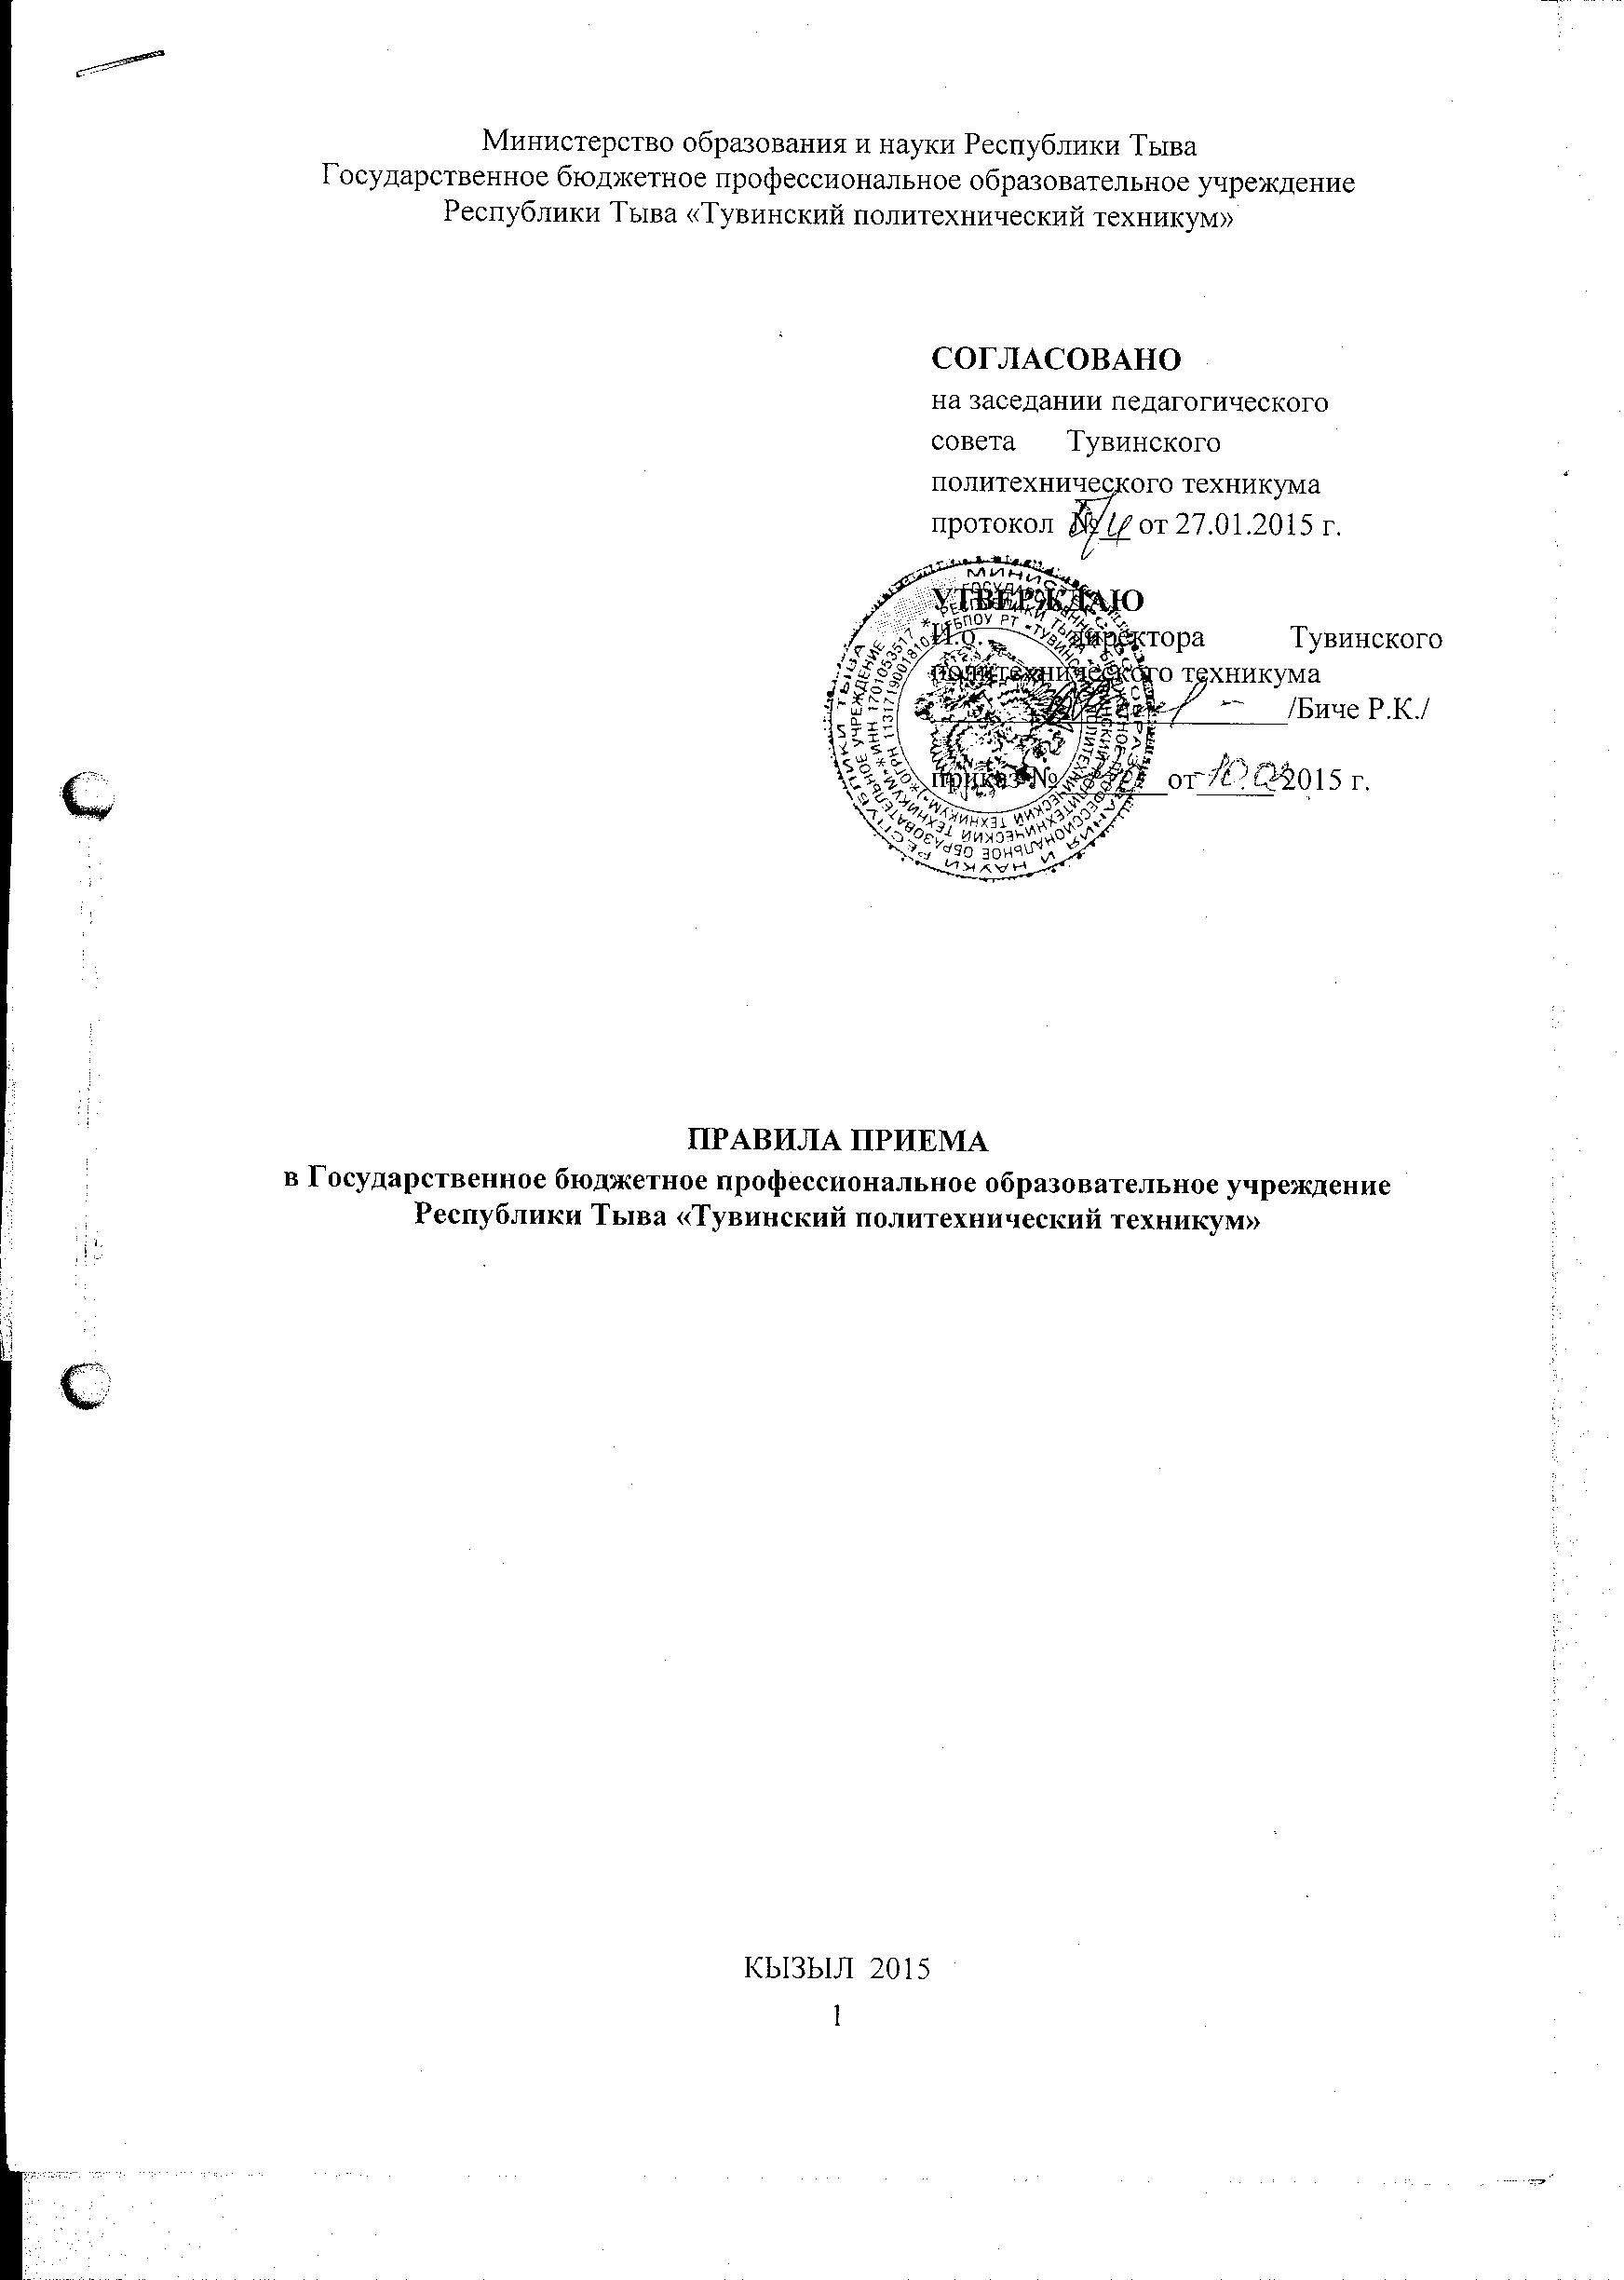 Министерство образования и науки Республики Тыва
Государственное бюджетное профессиональное образовательное учреждение
Республики Тыва «Тувинский политехнический техникум»
СОГЛАСОВАНО
на заседании педагогического
совета Тувинского
политехнического техникума
протокол № от 27.01.2015 г.
УТВЕРЖДАЮ
И.о. директора Тувинского
политехнического техникума
/Биче Р.К./
приказ № от 2015 г.
ПРАВИЛА ПРИЕМА
в Государственное бюджетное профессиональное образовательное учреждение
Республики Тыва «Тувинский политехнический техникум»
КЫЗЫЛ 2015
1